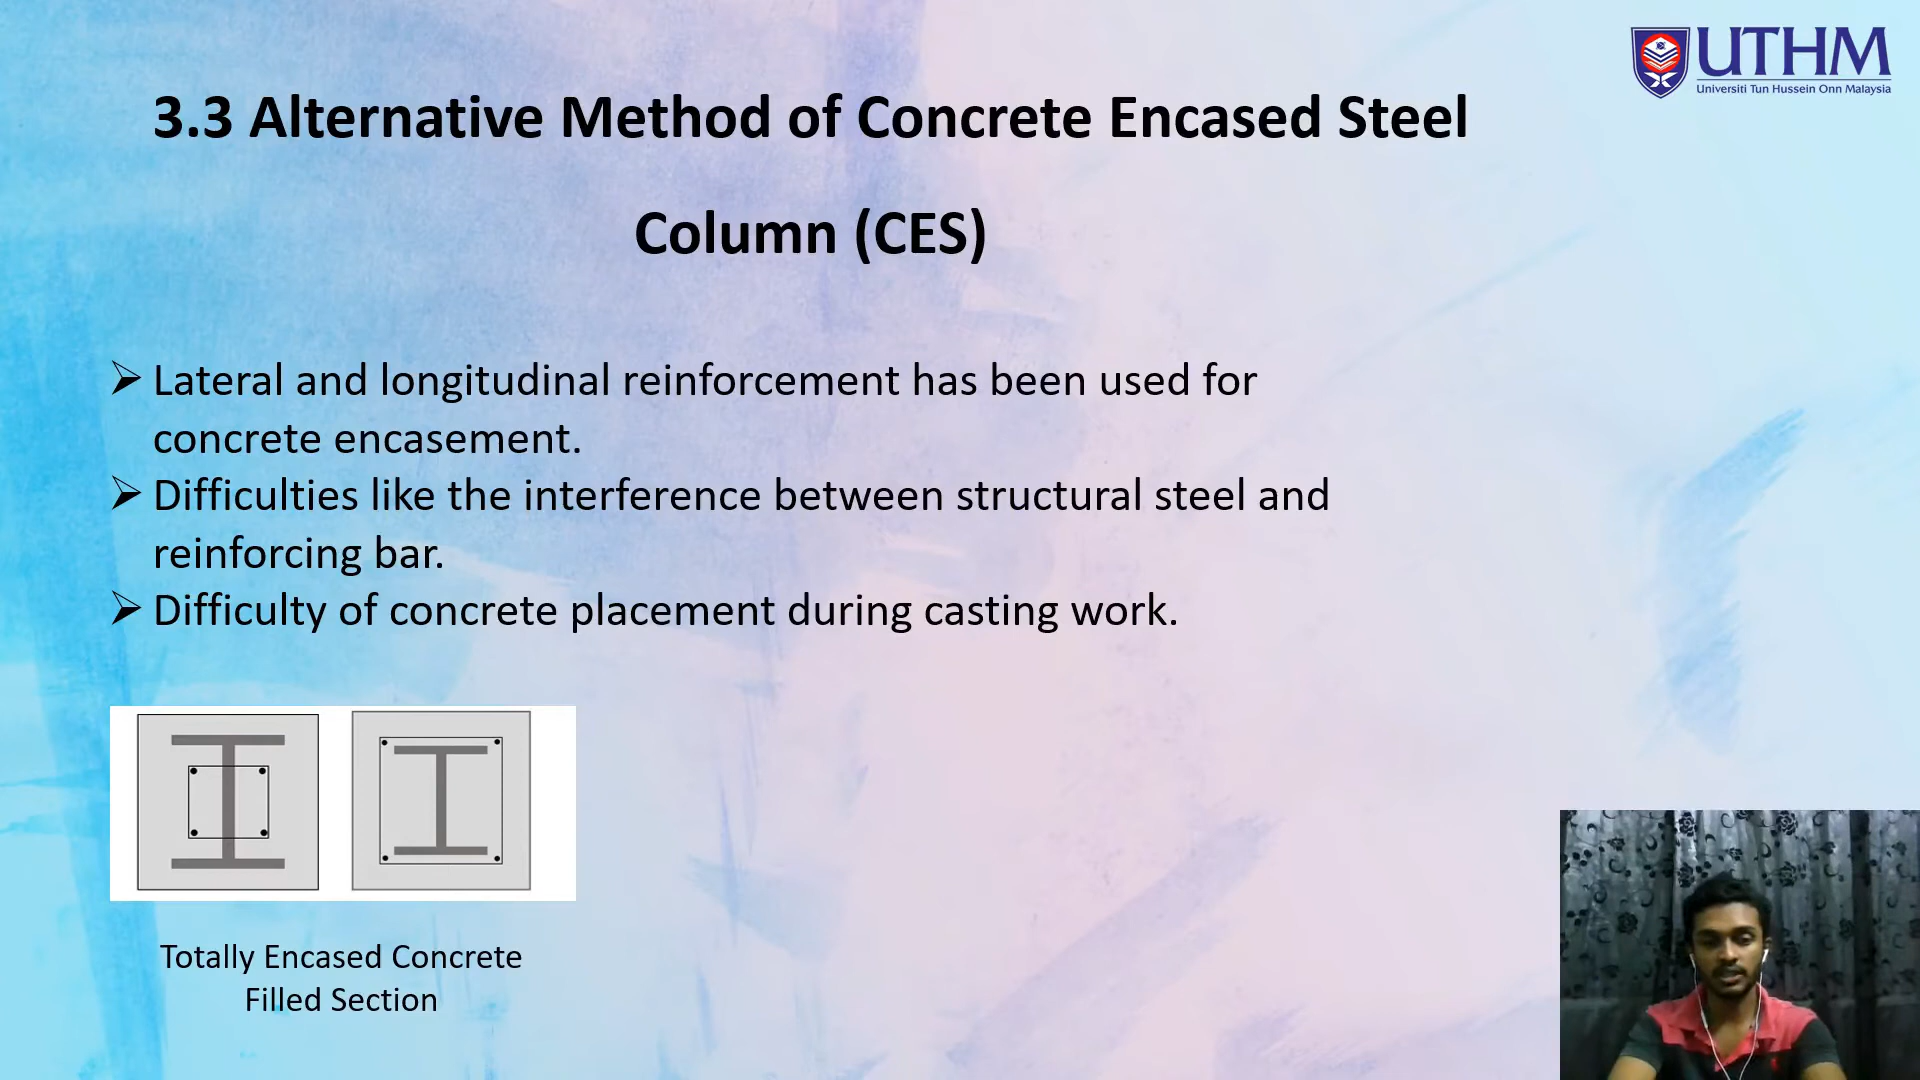 UTHM
Universiti Tun Hussein Onn Malaysia
3.3 Alternative Method of Concrete Encased Steel
Column (CES)
Lateral and longitudinal reinforcement has been used for
concrete encasement.
Difficulties like the interference between structural steel and
reinforcing bar.
Difficulty of concrete placement during casting work.
Totally Encased Concrete
Filled Section